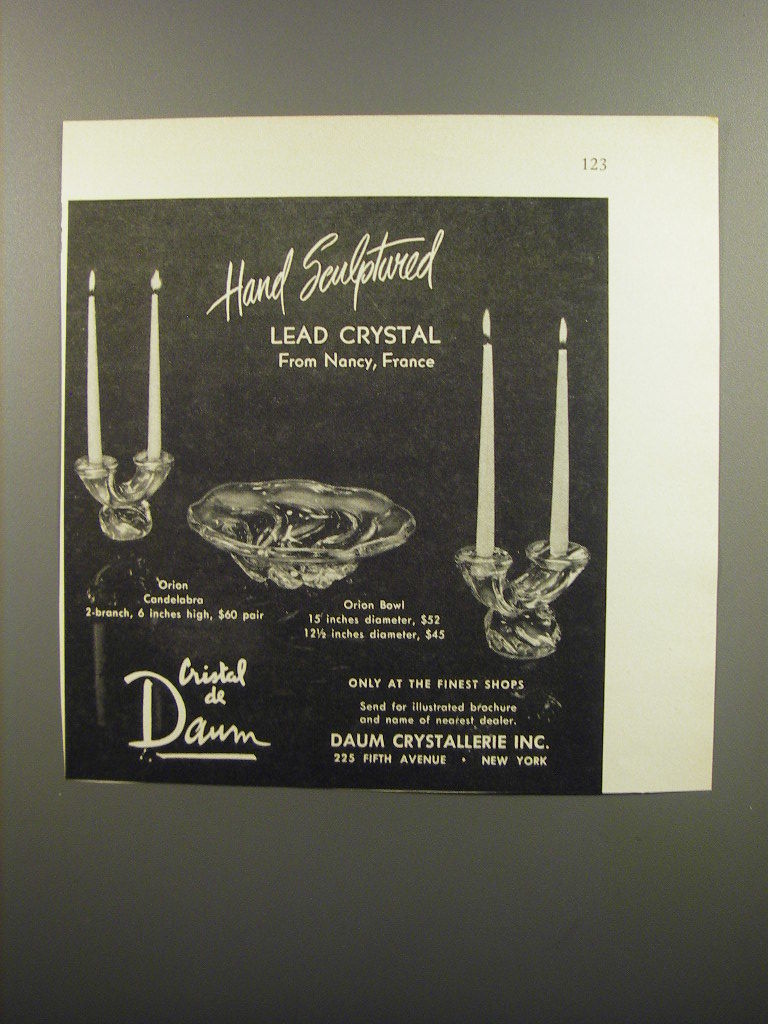 123
Hand Sculptured
LEAD CRYSTAL
From Nancy, France
Orion
Candelabra
2-branch, 6 inches high, $60 pair
Orion Bowl
15 inches diameter, $52
12½ inches diameter, $45
Cristal
de
Daum
ONLY AT THE FINEST SHOPS
Send for illustrated brochure
and name of nearest dealer.
DAUM CRYSTALLERIE INC.
225 FIFTH AVENUE • NEW YORK